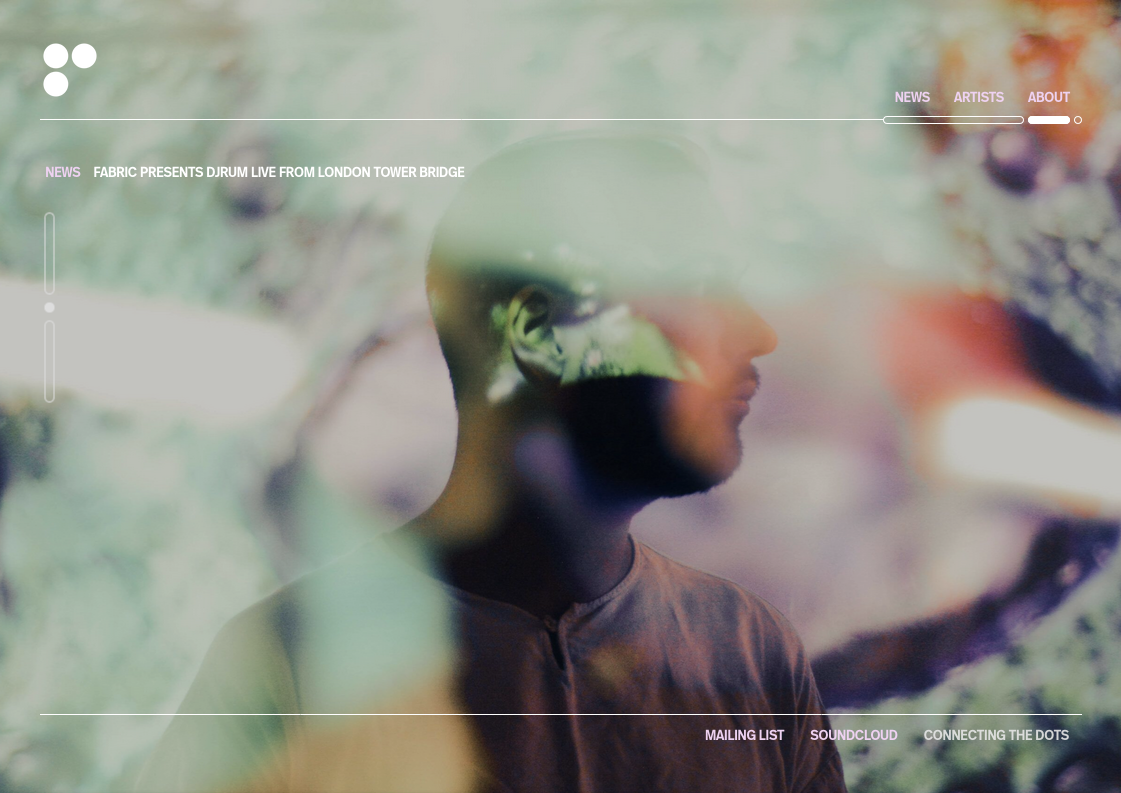 NEWS ARTISTS ABOUT
NEWS FABRIC PRESENTS DJRUM LIVE FROM LONDON TOWER BRIDGE
MAILING LIST SOUNDCLOUD CONNECTING THE DOTS